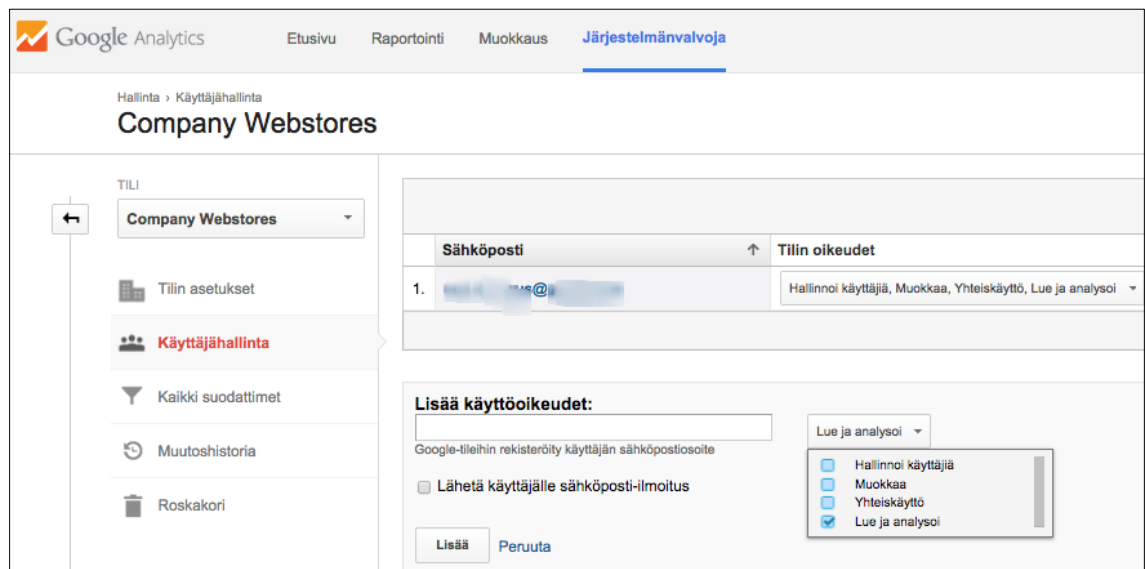 Google Analytics
Etusivu Raportointi Muokkaus Järjestelmänvalvoja
Hallinta › Käyttäjähallinta
Company Webstores
TILI
Company Webstores
Tilin asetukset
Käyttäjähallinta
Kaikki suodattimet
Muutoshistoria
Roskakori
Sähköposti Tilin oikeudet
1. @ Hallinnoi käyttäjiä, Muokkaa, Yhteiskäyttö, Lue ja analysoi
Lisää käyttöoikeudet:
Google-tileihin rekisteröity käyttäjän sähköpostiosoite
Lähetä käyttäjälle sähköposti-ilmoitus
Lisää Peruuta
Lue ja analysoi
Hallinnoi käyttäjiä
Muokkaa
Yhteiskäyttö
Lue ja analysoi